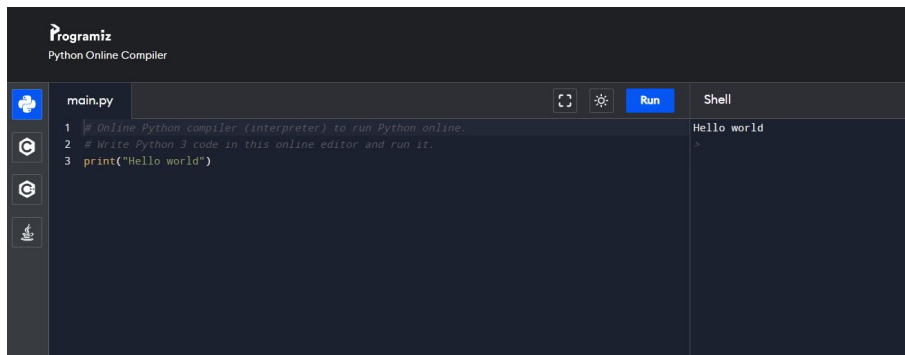 Programiz
Python Online Compiler
main.py
Run
Shell
1 # Online Python compiler (interpreter) to run Python online.
2 # Write Python 3 code in this online editor and run it.
3 print("Hello world")
Hello world
>